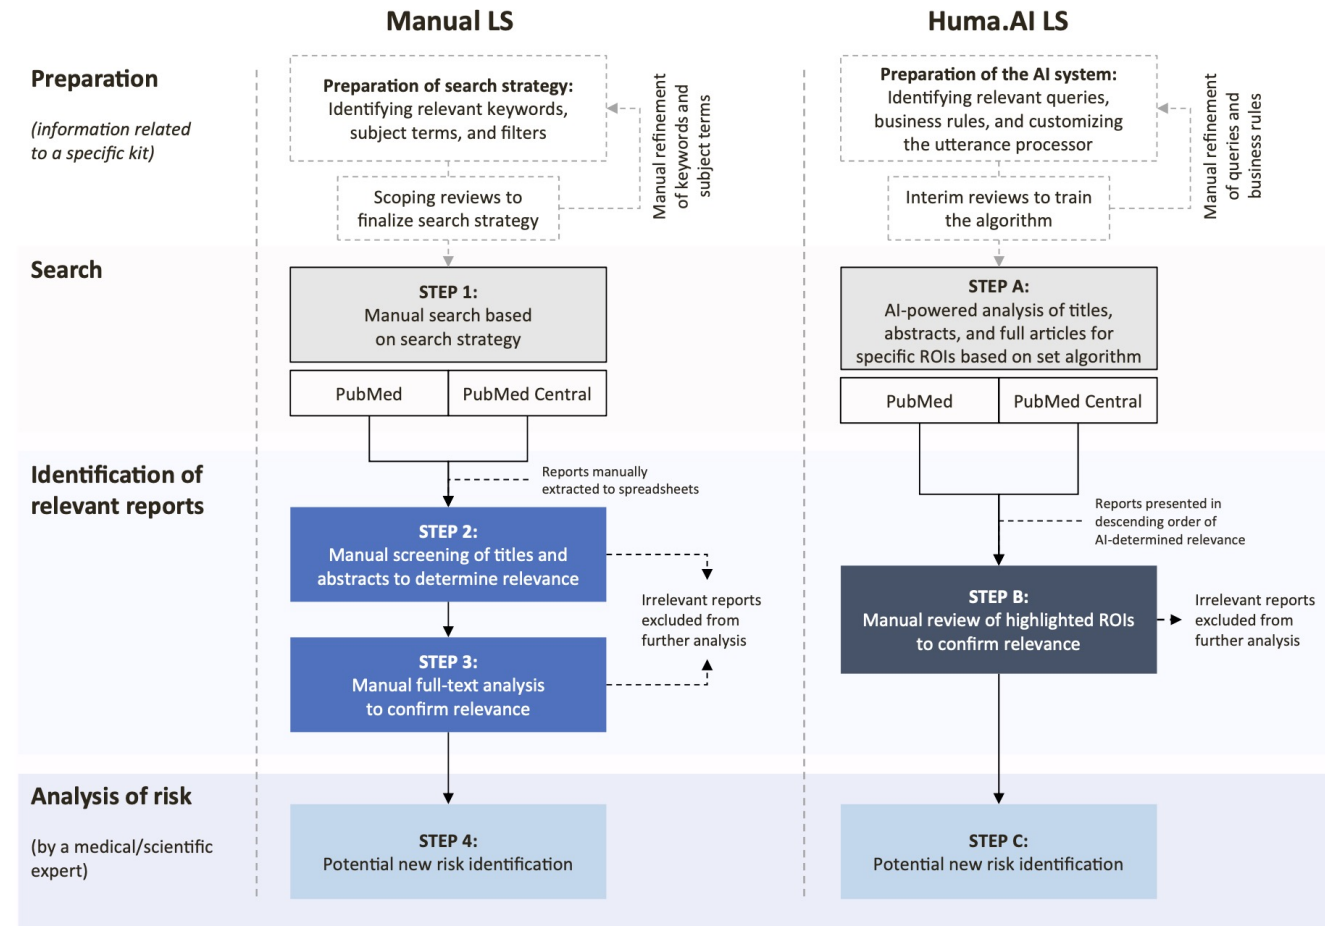 Manual LS
Huma.AI LS
Preparation
(information related
to a specific kit)
Preparation of search strategy:
Identifying relevant keywords,
subject terms, and filters
Scoping reviews to
finalize search strategy
Manual refinement
of keywords and
subject terms
Preparation of the AI system:
Identifying relevant queries,
business rules, and customizing
the utterance processor
Interim reviews to train
the algorithm
Manual refinement
of queries and
business rules
Search
STEP 1:
Manual search based
on search strategy
PubMed
PubMed Central
STEP A:
AI-powered analysis of titles,
abstracts, and full articles for
specific ROIs based on set algorithm
PubMed
PubMed Central
Identification of
relevant reports
Reports manually
extracted to spreadsheets
STEP 2:
Manual screening of titles and
abstracts to determine relevance
Irrelevant reports
excluded from
further analysis
STEP 3:
Manual full-text analysis
to confirm relevance
Reports presented in
descending order of
AI-determined relevance
STEP B:
Manual review of highlighted ROIs
to confirm relevance
Irrelevant reports
excluded from
further analysis
Analysis of risk
(by a medical/scientific
expert)
STEP 4:
Potential new risk identification
STEP C:
Potential new risk identification